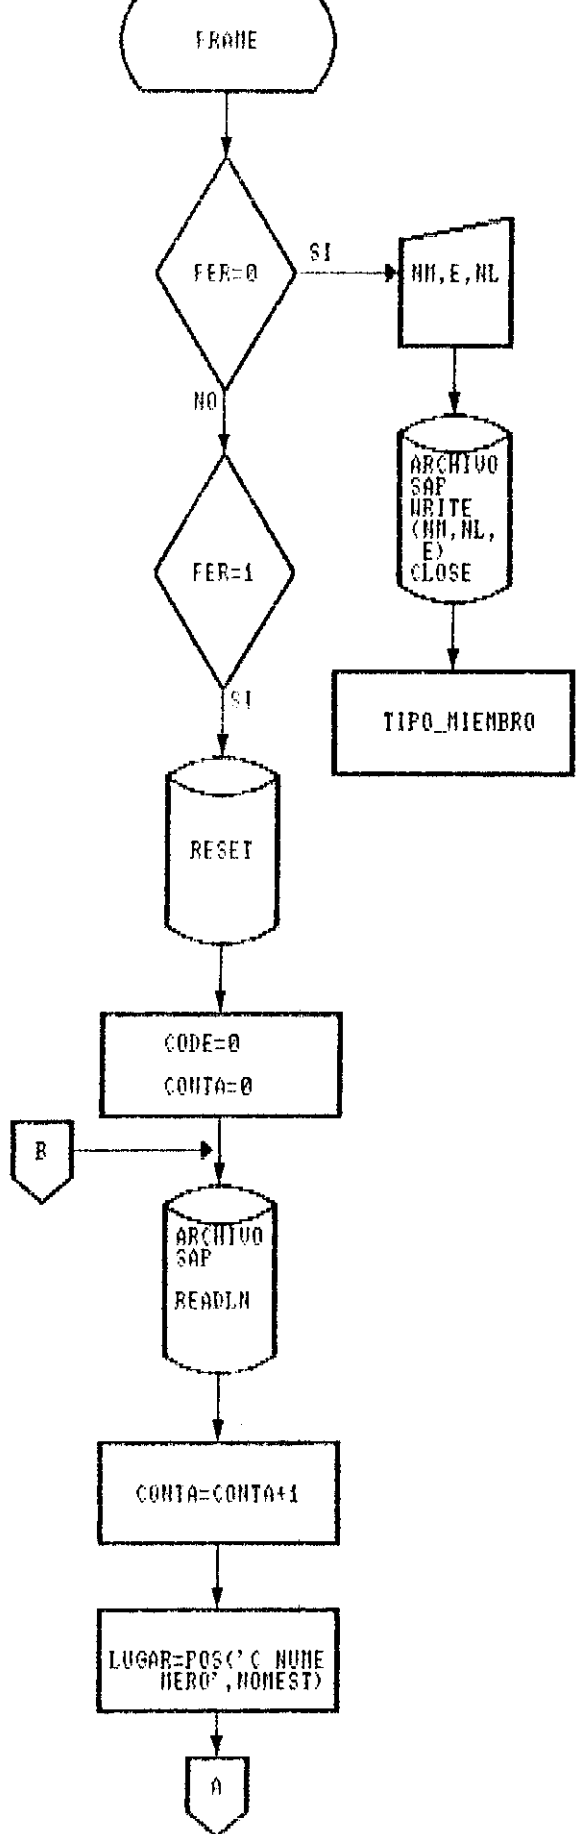 FRAME
FER=0
SI
NM,E,NL
NO
ARCHIVO
SAP
WRITE
(NM,NL,
E)
CLOSE
FER=1
SI
TIPO_MIEMBRO
RESET
CODE=0
CONTA=0
B
ARCHIVO
SAP
READLN
CONTA=CONTA+1
LUGAR=POS('C NUME
MERO',NOMEST)
A